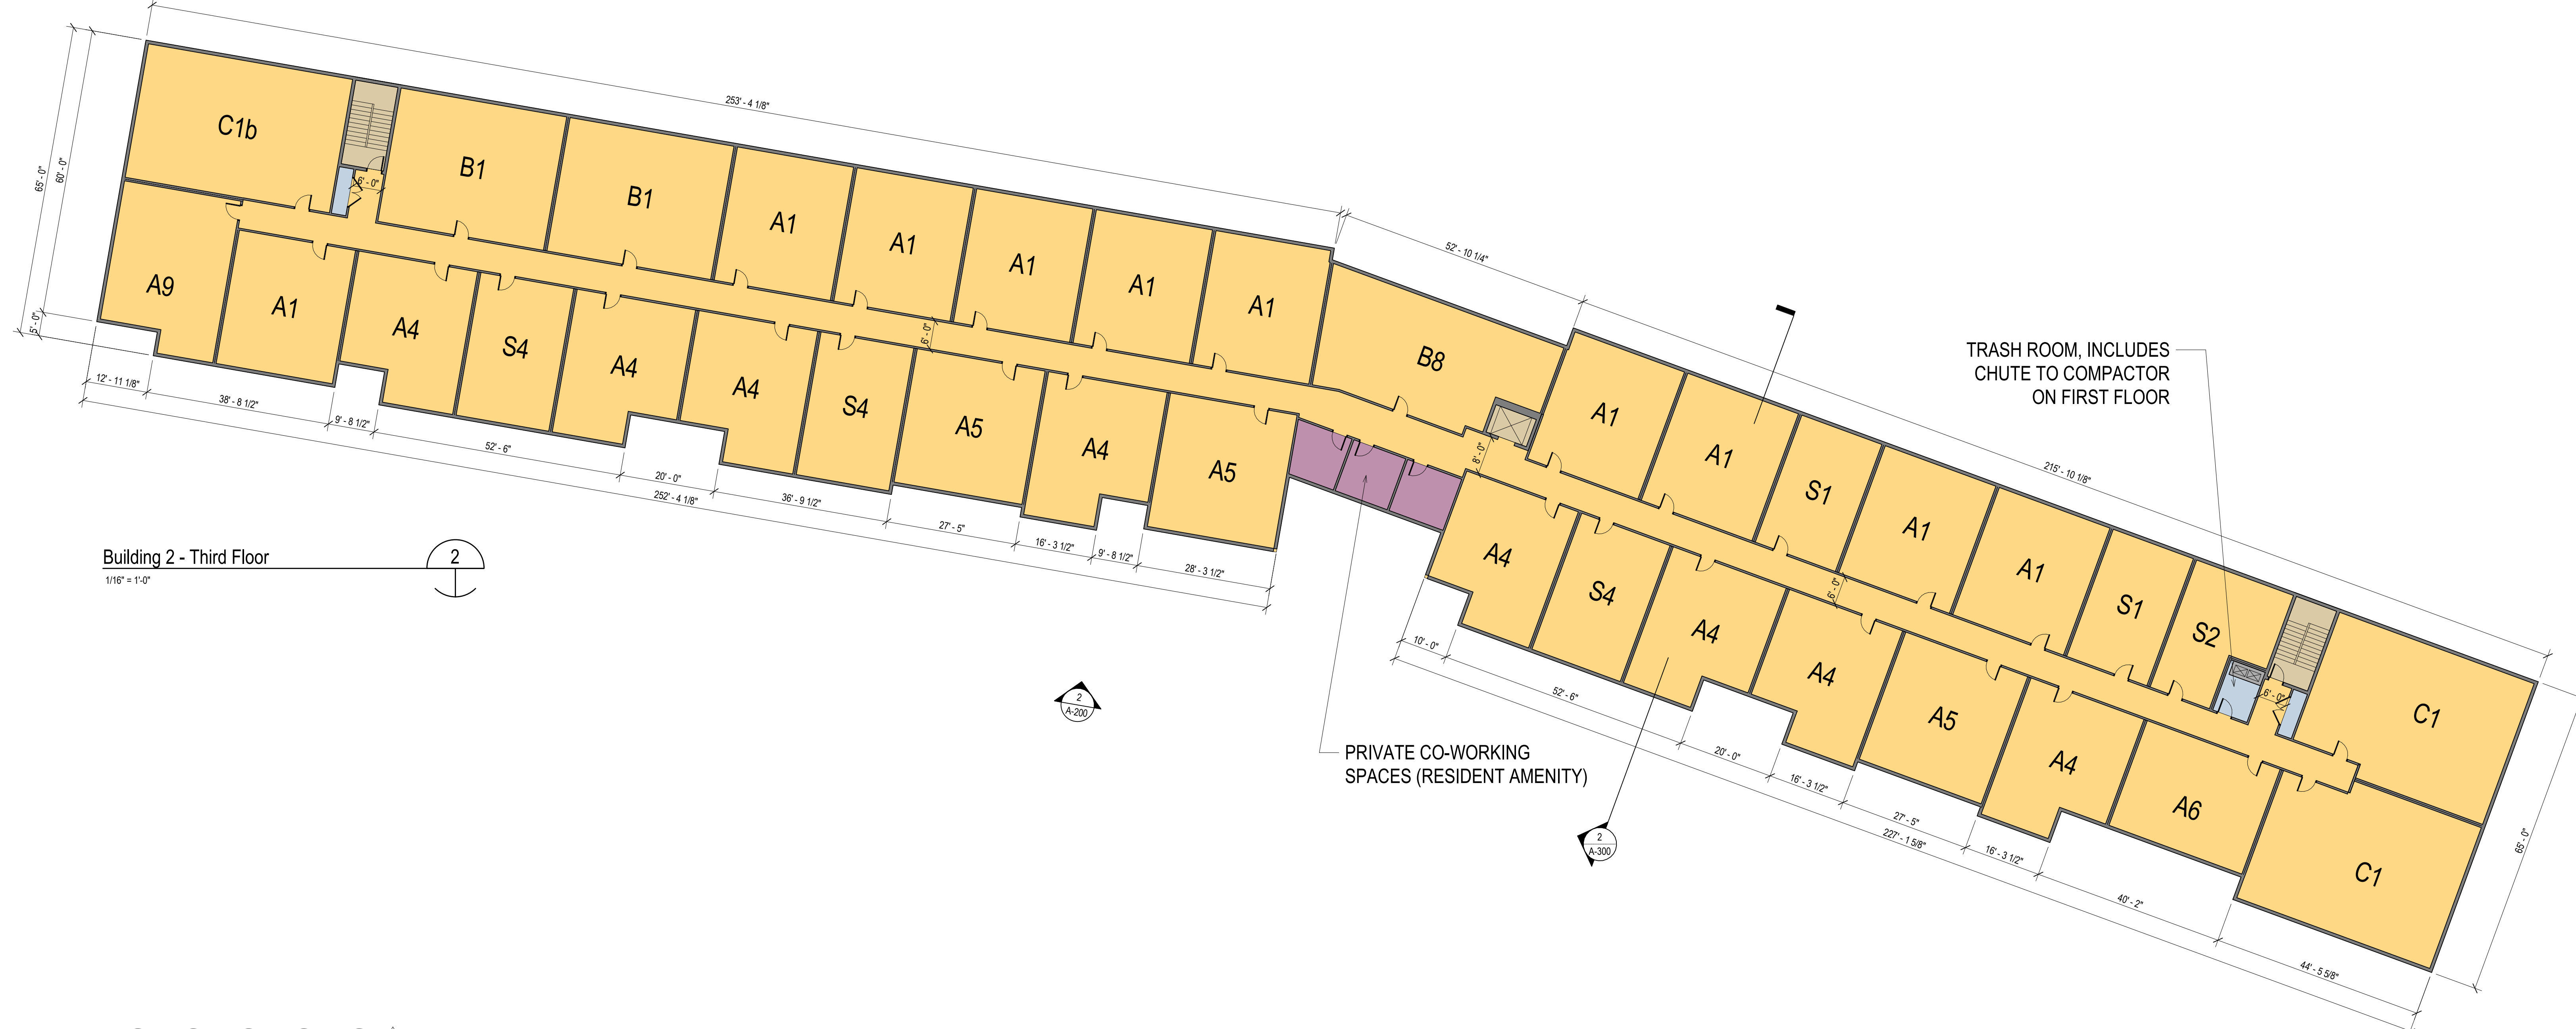 253' - 4 1/8"
65' - 0"
60' - 0"
5' - 0"
C1b
6' - 0"
B1
B1
A1
A1
A1
A1
A1
52' - 10 1/4"
B8
A9
A1
A4
S4
A4
A4
S4
A5
A4
A5
6' - 0"
12' - 11 1/8"
38' - 8 1/2"
9' - 8 1/2"
52' - 6"
20' - 0"
252' - 4 1/8"
36' - 9 1/2"
27' - 5"
16' - 3 1/2"
9' - 8 1/2"
28' - 3 1/2"
8' - 0"
A1
A1
S1
A1
A1
S1
S2
C1
215' - 10 1/8"
TRASH ROOM, INCLUDES
CHUTE TO COMPACTOR
ON FIRST FLOOR
6' - 0"
6' - 0"
A4
S4
A4
A4
A5
A4
A6
C1
65' - 0"
10' - 0"
52' - 6"
20' - 0"
16' - 3 1/2"
27' - 5"
227' - 1 5/8"
16' - 3 1/2"
40' - 2"
44' - 5 5/8"
Building 2 - Third Floor
1/16" = 1'-0"
2
2
A-200
PRIVATE CO-WORKING
SPACES (RESIDENT AMENITY)
2
A-300